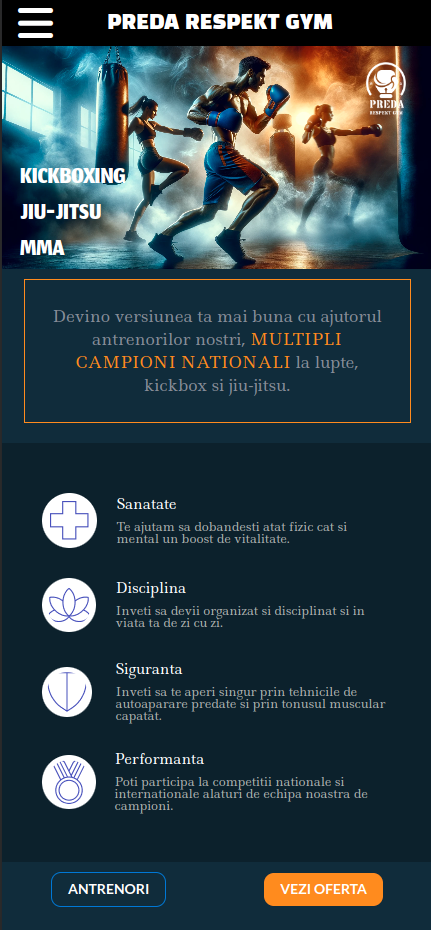 PREDA RESPEKT GYM
PREDA
RESPEKT GYM
KICKBOXING
JIU-JITSU
MMA
Devino versiunea ta mai buna cu ajutorul
antrenorilor nostri, MULTIPLI
CAMPIONI NATIONALI la lupte,
kickbox si jiu-jitsu.
Sanatate
Te ajutam sa dobandesti atat fizic cat si
mental un boost de vitalitate.
Disciplina
Inveti sa devii organizat si disciplinat si in
viata ta de zi cu zi.
Siguranta
Inveti sa te aperi singur prin tehnicile de
autoaparare predate si prin tonusul muscular
capatat.
Performanta
Poti participa la competitii nationale si
internationale alaturi de echipa noastra de
campioni.
ANTRENORI
VEZI OFERTA